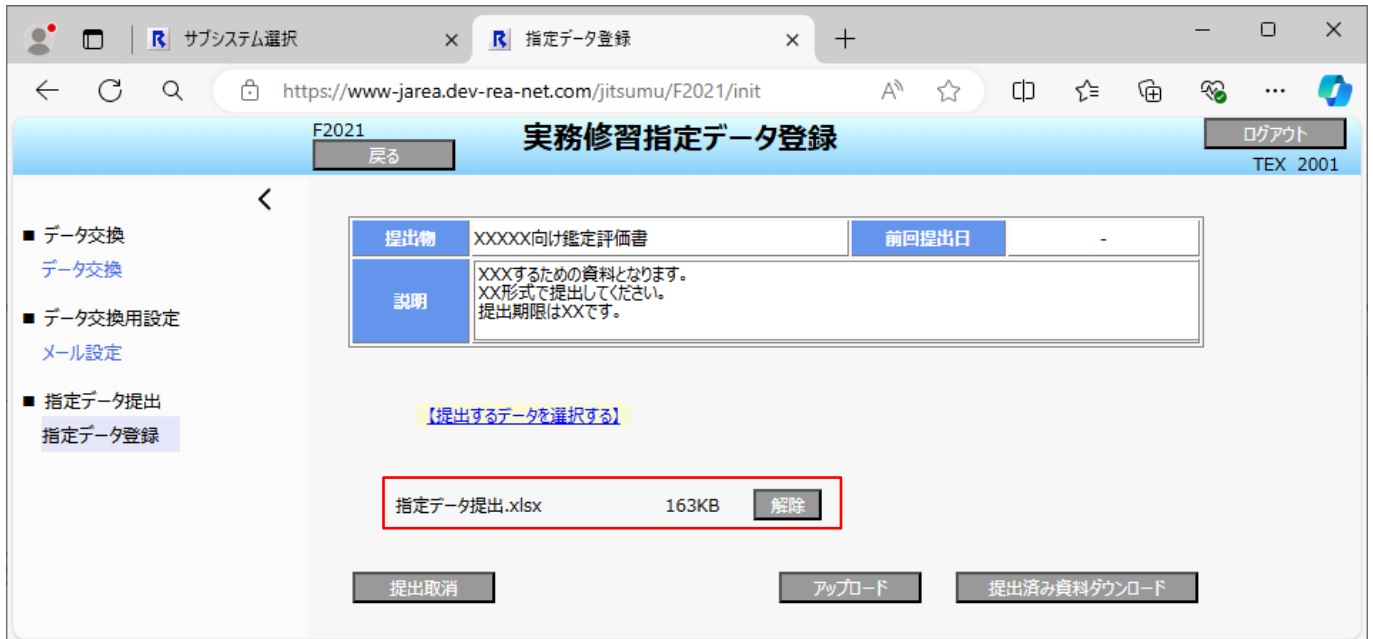 サブシステム選択
指定データ登録
https://www-jarea.dev-rea-net.com/jitsumu/F2021/init
F2021
戻る
実務修習指定データ登録
ログアウト
TEX 2001
■ データ交換
データ交換
■ データ交換用設定
メール設定
■ 指定データ提出
指定データ登録
提出物 XXXXX向け鑑定評価書 前回提出日 -
説明
XXXするための資料となります。
XX形式で提出してください。
提出期限はXXです。
【提出するデータを選択する】
指定データ提出.xlsx 163KB 解除
提出取消 アップロード 提出済み資料ダウンロード